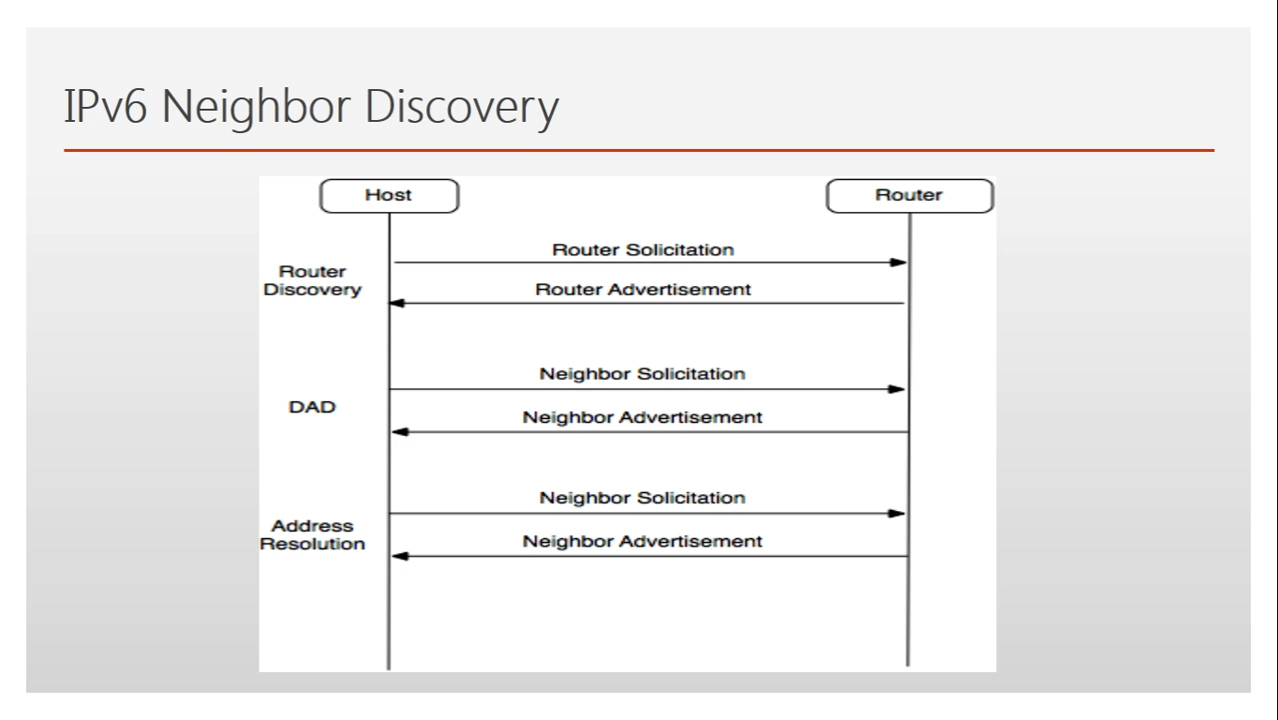 IPv6 Neighbor Discovery
Host
Router
Router Solicitation
Router
Discovery
Router Advertisement
Neighbor Solicitation
DAD
Neighbor Advertisement
Neighbor Solicitation
Address
Resolution
Neighbor Advertisement